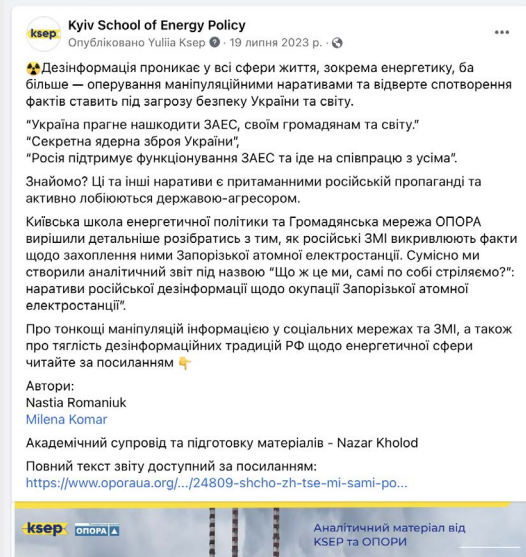 ksep
Kyiv School of Energy Policy
Опубліковано Yuliia Ksep · 19 липня 2023 р. ·
☢️Дезінформація проникає у всі сфери життя, зокрема енергетику, ба
більше — оперування маніпуляційними наративами та відверте спотворення
фактів ставить під загрозу безпеку України та світу.
“Україна прагне нашкодити ЗАЕС, своїм громадянам та світу.”
“Секретна ядерна зброя України”,
“Росія підтримує функціонування ЗАЕС та іде на співпрацю з усіма”.
Знайомо? Ці та інші наративи є притаманними російській пропаганді та
активно лобіюються державою-агресором.
Київська школа енергетичної політики та Громадянська мережа ОПОРА
вирішили детальніше розібратись з тим, як російські ЗМІ викривлюють факти
щодо захоплення ними Запорізької атомної електростанції. Сумісно ми
створили аналітичний звіт під назвою “Що ж це ми, самі по собі стріляємо?”:
наративи російської дезінформації щодо окупації Запорізької атомної
електростанції”.
Про тонкощі маніпуляцій інформацією у соціальних мережах та ЗМІ, а також
про тяглість дезінформаційних традицій РФ щодо енергетичної сфери
читайте за посиланням 👇
Автори:
Nastia Romaniuk
Milena Komar
Академічний супровід та підготовку матеріалів - Nazar Kholod
Повний текст звіту доступний за посиланням:
https://www.oporaua.org/.../24809-shcho-zh-tse-mi-sami-po...
ksep ОПОРА
Аналітичний матеріал від
KSEP та ОПОРИ